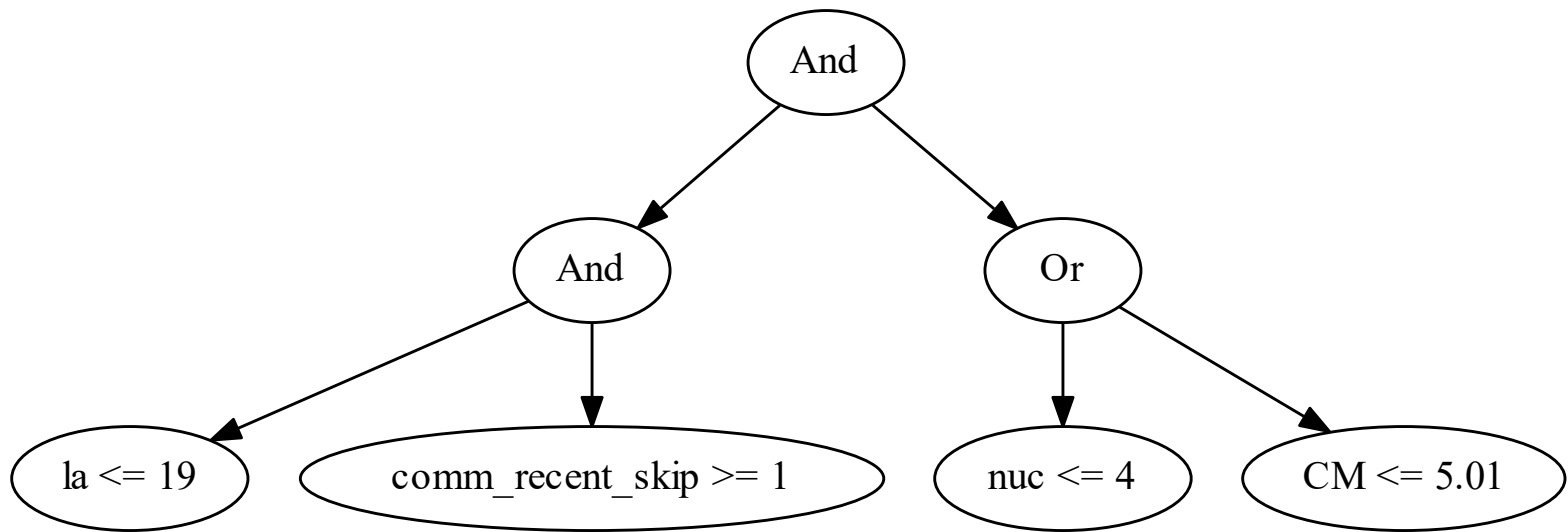 And
And
Or
la <= 19
comm_recent_skip >= 1
nuc <= 4
CM <= 5.01